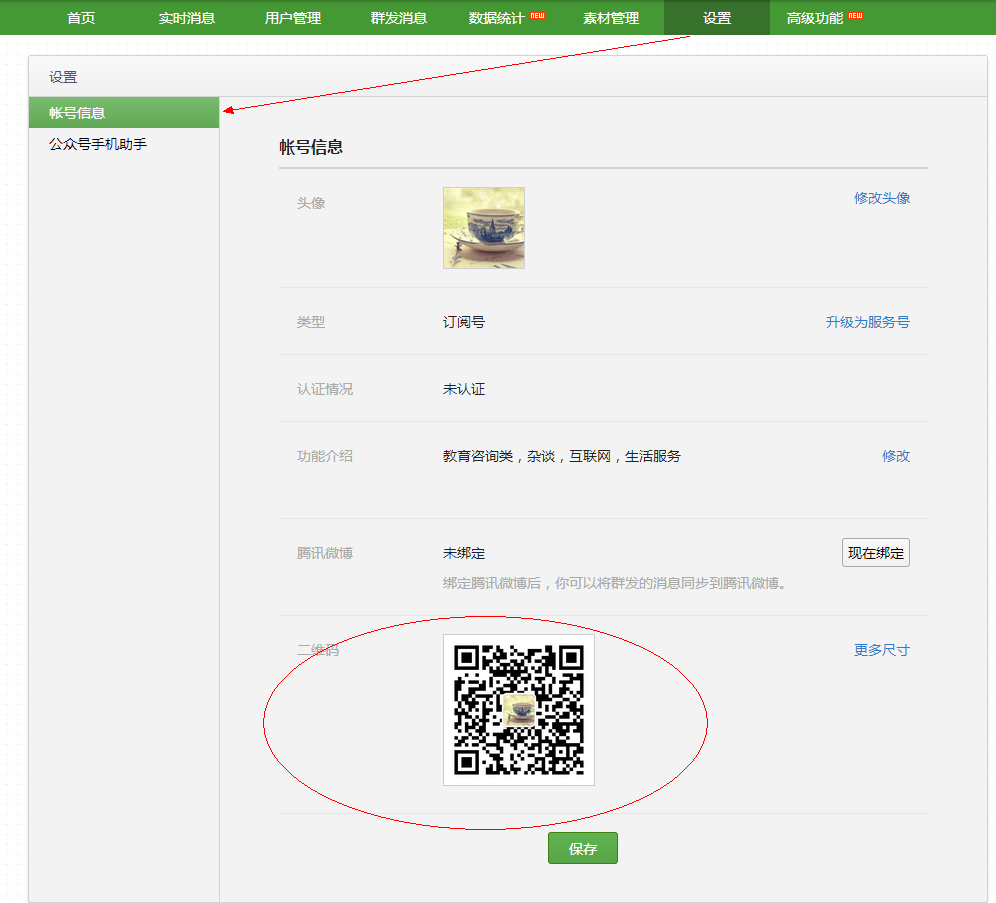 首页 实时消息 用户管理 群发消息 数据统计 NEW 素材管理 设置 高级功能 NEW
设置
帐号信息
公众号手机助手
帐号信息
头像 修改头像
类型 订阅号 升级为服务号
认证情况 未认证
功能介绍 教育咨询类，杂谈，互联网，生活服务 修改
腾讯微博 未绑定 现在绑定
绑定腾讯微博后，你可以将群发的消息同步到腾讯微博。
二维码 更多尺寸
保存